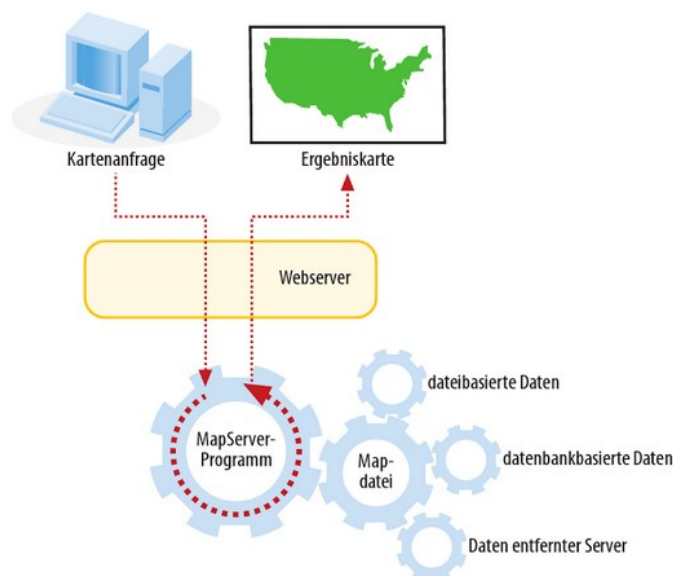 Kartenanfrage
Ergebniskarte
Webserver
dateibasierte Daten
MapServer-
Programm
Map-
datei
datenbankbasierte Daten
Daten entfernter Server